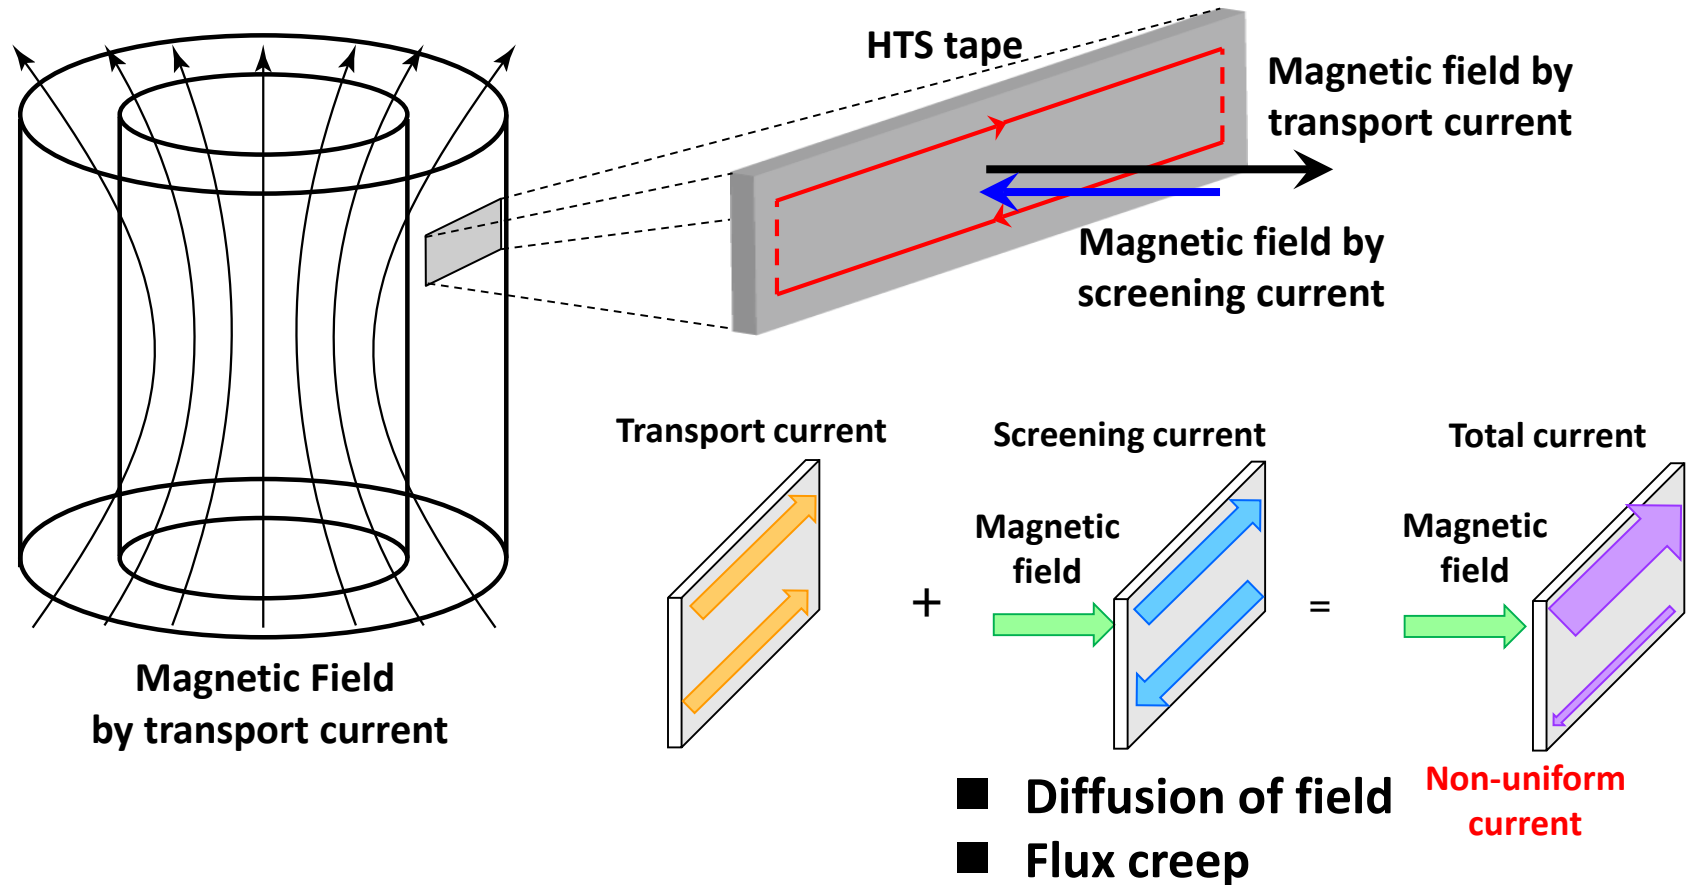 HTS tape
Magnetic field by
transport current
Magnetic field by
screening current
Magnetic Field
by transport current
Transport current
Screening current
Total current
Magnetic
field
Magnetic
field
+
=
Non-uniform
current
■ Diffusion of field
■ Flux creep